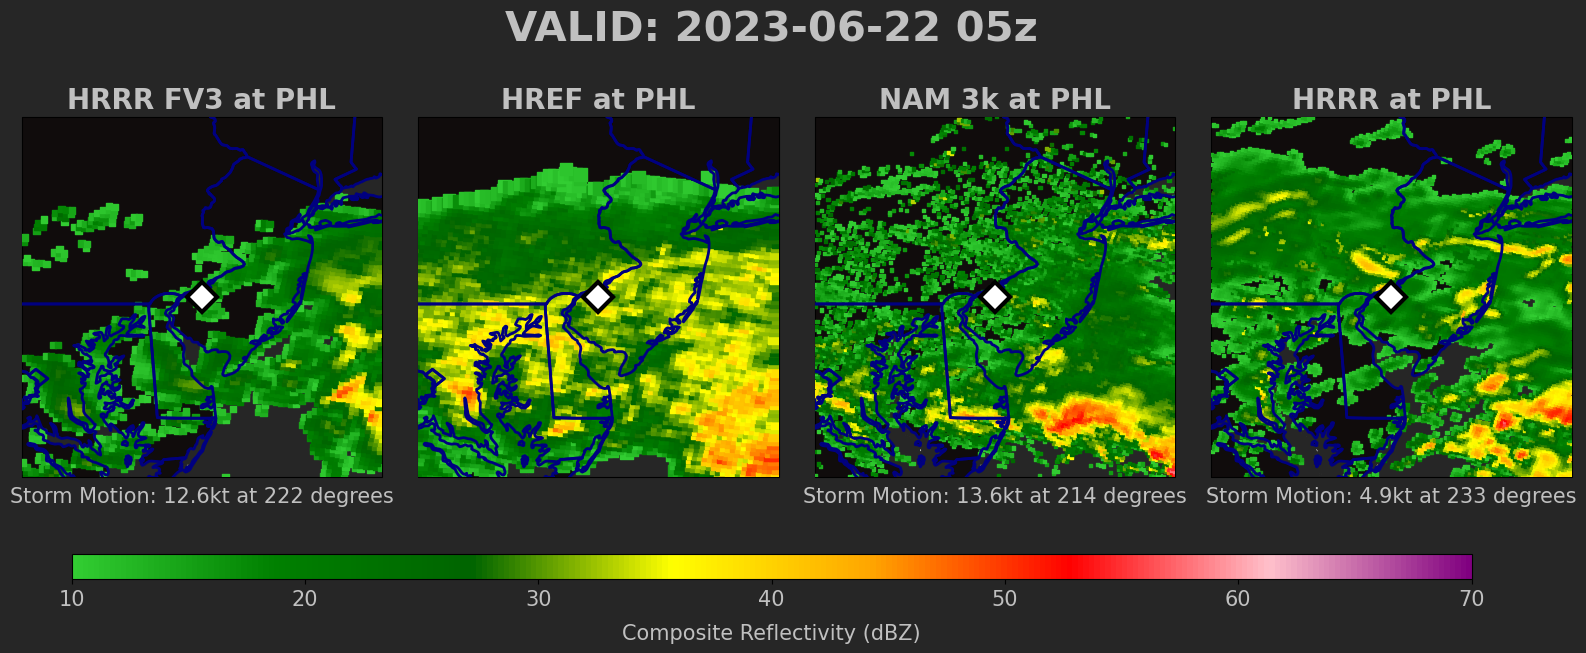 VALID: 2023-06-22 05z
HRRR FV3 at PHL
HREF at PHL
NAM 3k at PHL
HRRR at PHL
Storm Motion: 12.6kt at 222 degrees
Storm Motion: 13.6kt at 214 degrees
Storm Motion: 4.9kt at 233 degrees
10 20 30 40 50 60 70
Composite Reflectivity (dBZ)